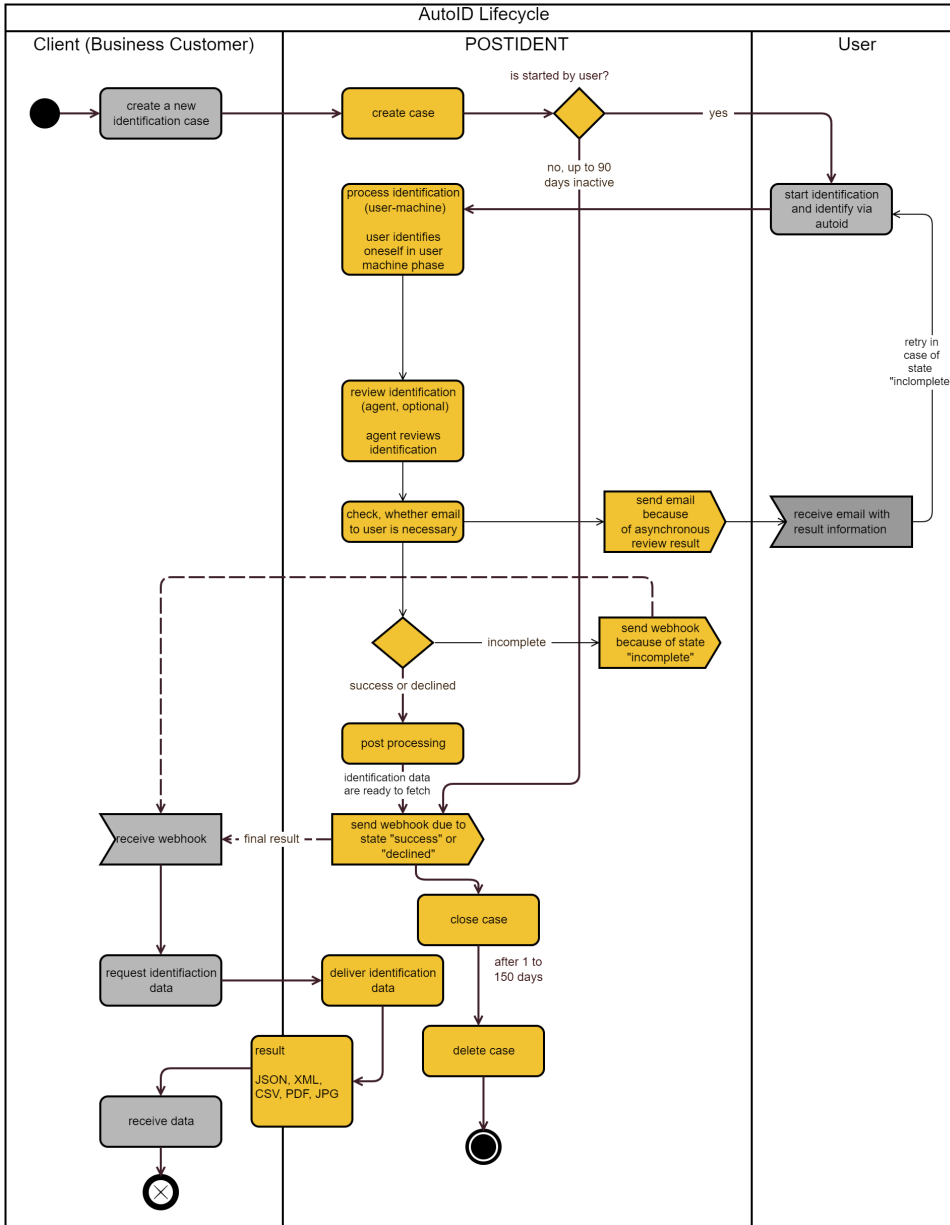 AutoID Lifecycle
Client (Business Customer)
POSTIDENT
User
is started by user?
create a new
identification case
create case
yes
no, up to 90
days inactive
process identification
(user-machine)
user identifies
oneself in user
machine phase
start identification
and identify via
autoid
retry in
case of
state
"inclomplete
review identification
(agent, optional)
agent reviews
identification
check, whether email
to user is necessary
send email
because
of asynchronous
review result
receive email with
result information
incomplete
send webhook
because of state
"incomplete"
success or declined
post processing
identification data
are ready to fetch
receive webhook
final result
send webhook due to
state "success" or
"declined"
close case
after 1 to
150 days
request identifiaction
data
deliver identification
data
delete case
result
JSON, XML,
CSV, PDF, JPG
receive data